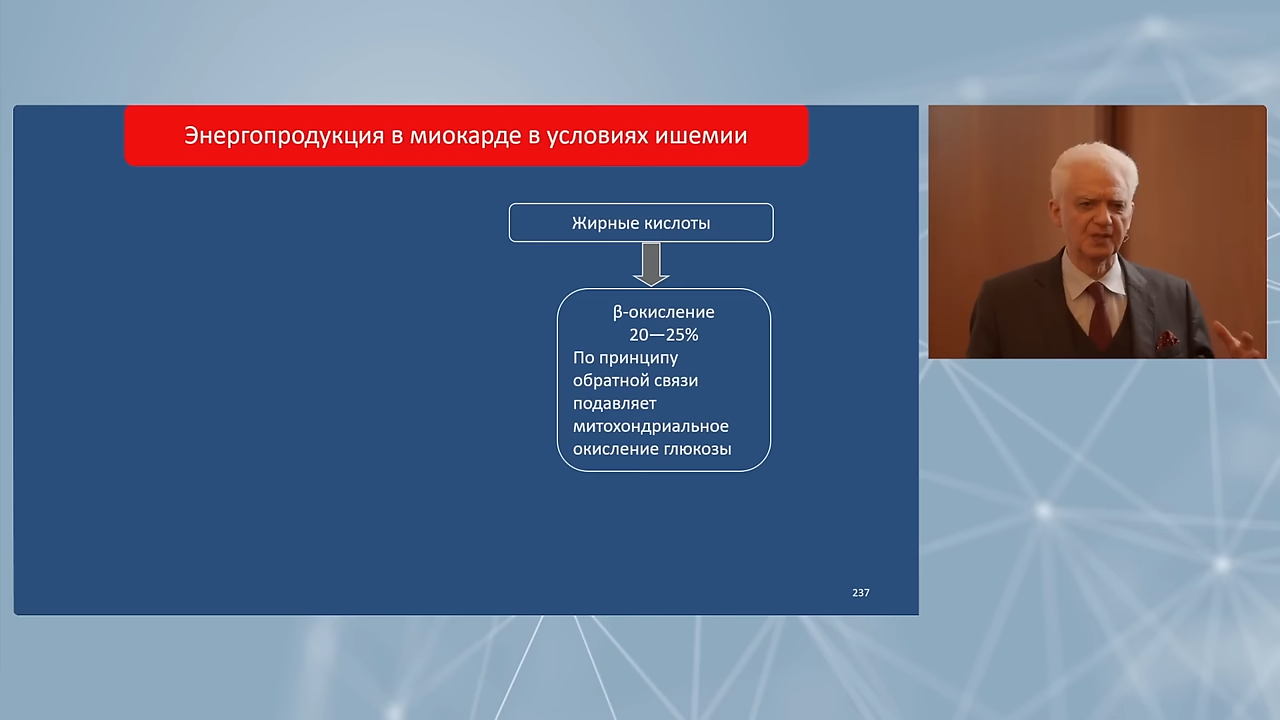 Энергопродукция в миокарде в условиях ишемии
Жирные кислоты
β-окисление
20—25%
По принципу
обратной связи
подавляет
митохондриальное
окисление глюкозы
237